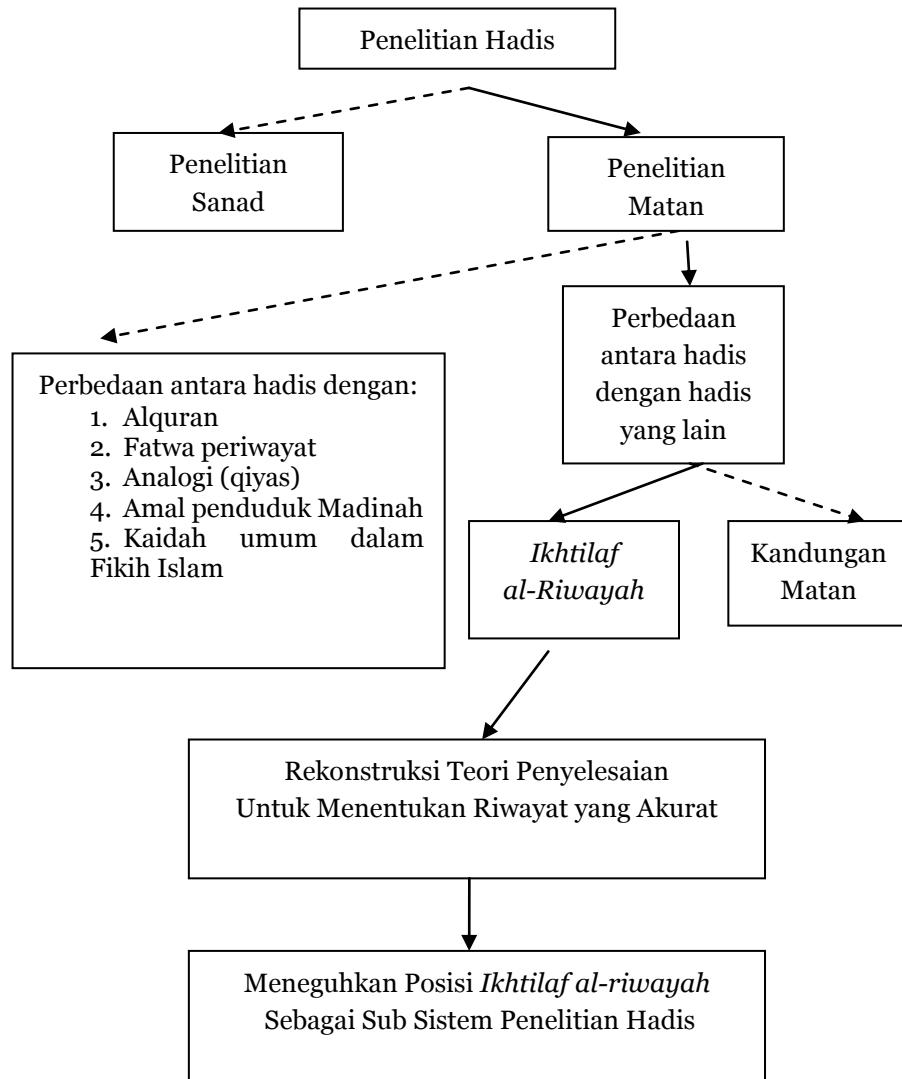 Penelitian Hadis
Penelitian
Sanad
Penelitian
Matan
Perbedaan
antara hadis
dengan hadis
yang lain
Perbedaan antara hadis dengan:
1. Alquran
2. Fatwa periwayat
3. Analogi (qiyas)
4. Amal penduduk Madinah
5. Kaidah umum dalam
Fikih Islam
Ikhtilaf
al-Riwayah
Kandungan
Matan
Rekonstruksi Teori Penyelesaian
Untuk Menentukan Riwayat yang Akurat
Meneguhkan Posisi Ikhtilaf al-riwayah
Sebagai Sub Sistem Penelitian Hadis